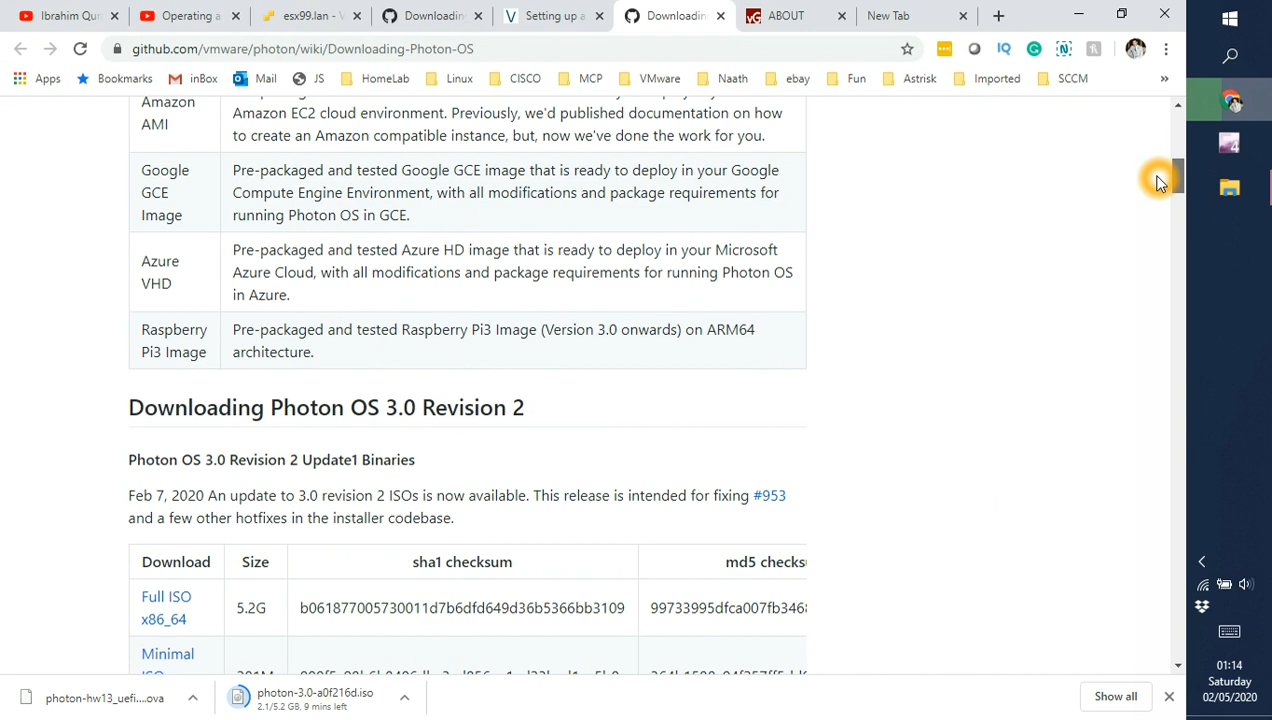 Ibrahim Qur
Operating a
esx99.lan - V
Downloadin
Setting up a
Downloadin
ABOUT
New Tab
github.com/vmware/photon/wiki/Downloading-Photon-OS
Apps
Bookmarks
inBox
Mail
JS
HomeLab
Linux
CISCO
MCP
VMware
Naath
ebay
Fun
Astrisk
Imported
SCCM
Amazon
AMI
Amazon EC2 cloud environment. Previously, we'd published documentation on how
to create an Amazon compatible instance, but, now we've done the work for you.
Google
GCE
Image
Pre-packaged and tested Google GCE image that is ready to deploy in your Google
Compute Engine Environment, with all modifications and package requirements for
running Photon OS in GCE.
Azure
VHD
Pre-packaged and tested Azure HD image that is ready to deploy in your Microsoft
Azure Cloud, with all modifications and package requirements for running Photon OS
in Azure.
Raspberry
Pi3 Image
Pre-packaged and tested Raspberry Pi3 Image (Version 3.0 onwards) on ARM64
architecture.
Downloading Photon OS 3.0 Revision 2
Photon OS 3.0 Revision 2 Update1 Binaries
Feb 7, 2020 An update to 3.0 revision 2 ISOs is now available. This release is intended for fixing #953
and a few other hotfixes in the installer codebase.
Download Size sha1 checksum md5 checksu
Full ISO
x86_64
5.2G
b061877005730011d7b6dfd649d36b5366bb3109
99733995dfca007fb3468
Minimal
photon-hw13_uefi....ova
photon-3.0-a0f216d.iso
2.1/5.2 GB, 9 mins left
Show all
01:14
Saturday
02/05/2020